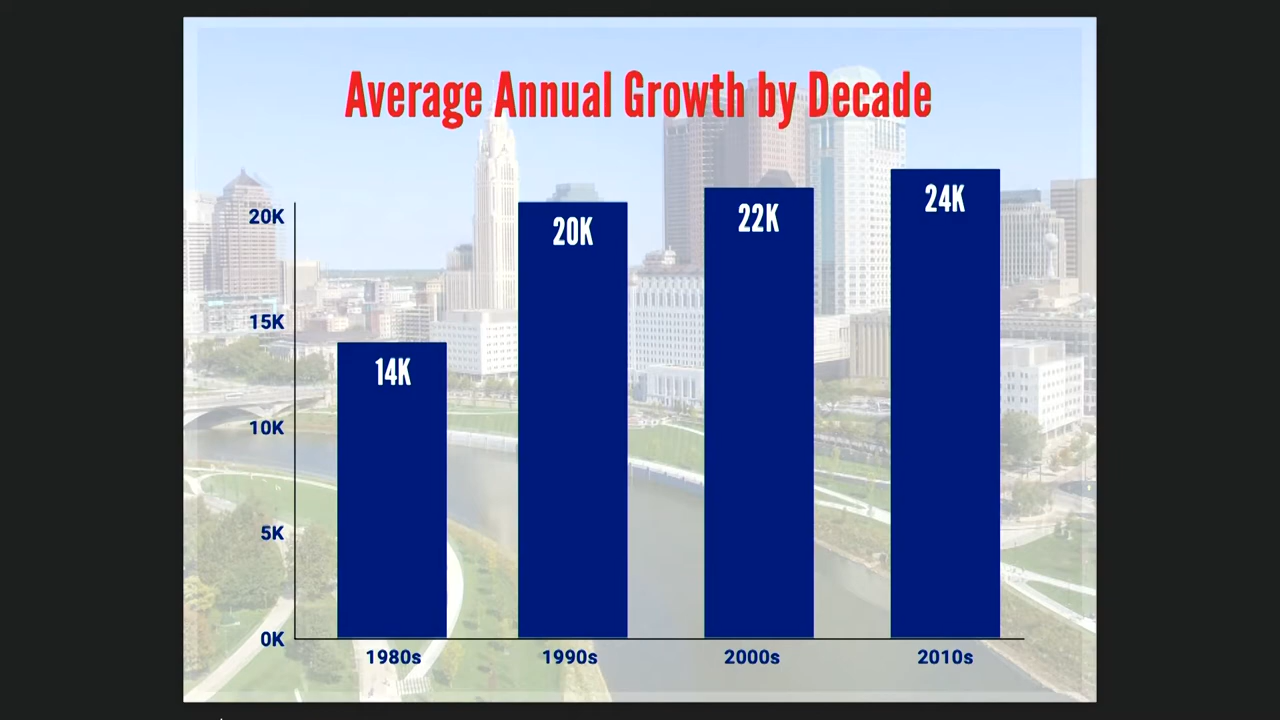 Average Annual Growth by Decade
20K
15K
10K
5K
0K
14K
20K
22K
24K
1980s
1990s
2000s
2010s